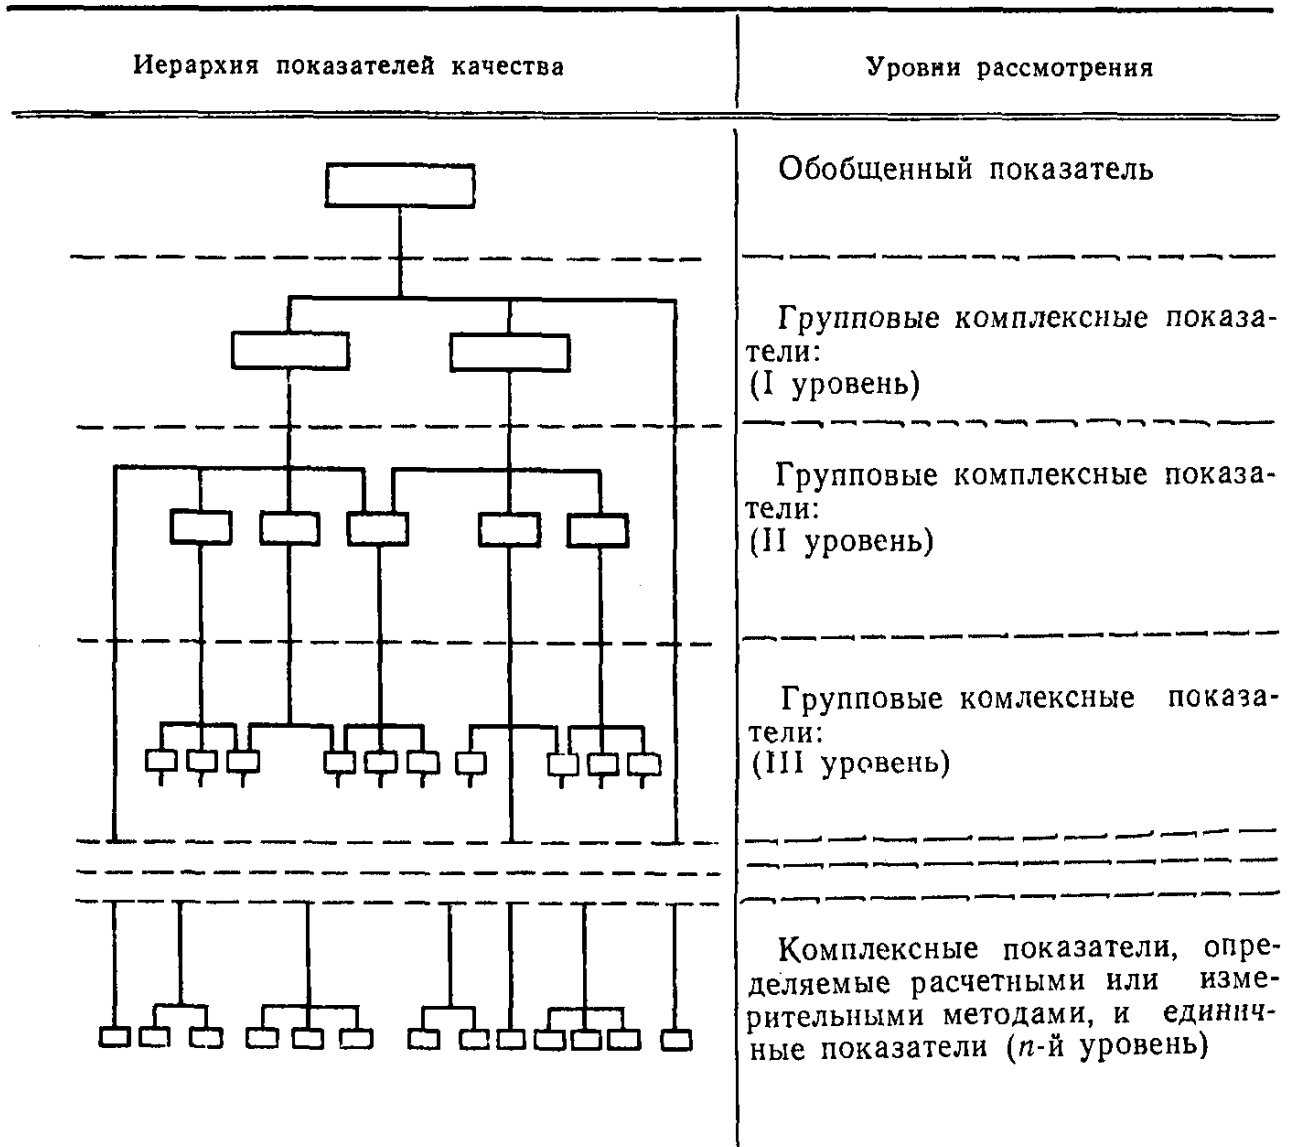 Иерархия показателей качества
Уровни рассмотрения
Обобщенный показатель
Групповые комплексные показа-
тели:
(I уровень)
Групповые комплексные показа-
тели:
(II уровень)
Групповые комлексные показа-
тели:
(III уровень)
Комплексные показатели, опре-
деляемые расчетными или изме-
рительными методами, и единич-
ные показатели (n-й уровень)